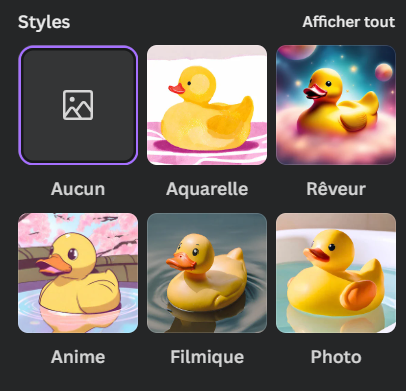 Styles
Afficher tout
Aucun
Aquarelle
Rêveur
Anime
Filmique
Photo